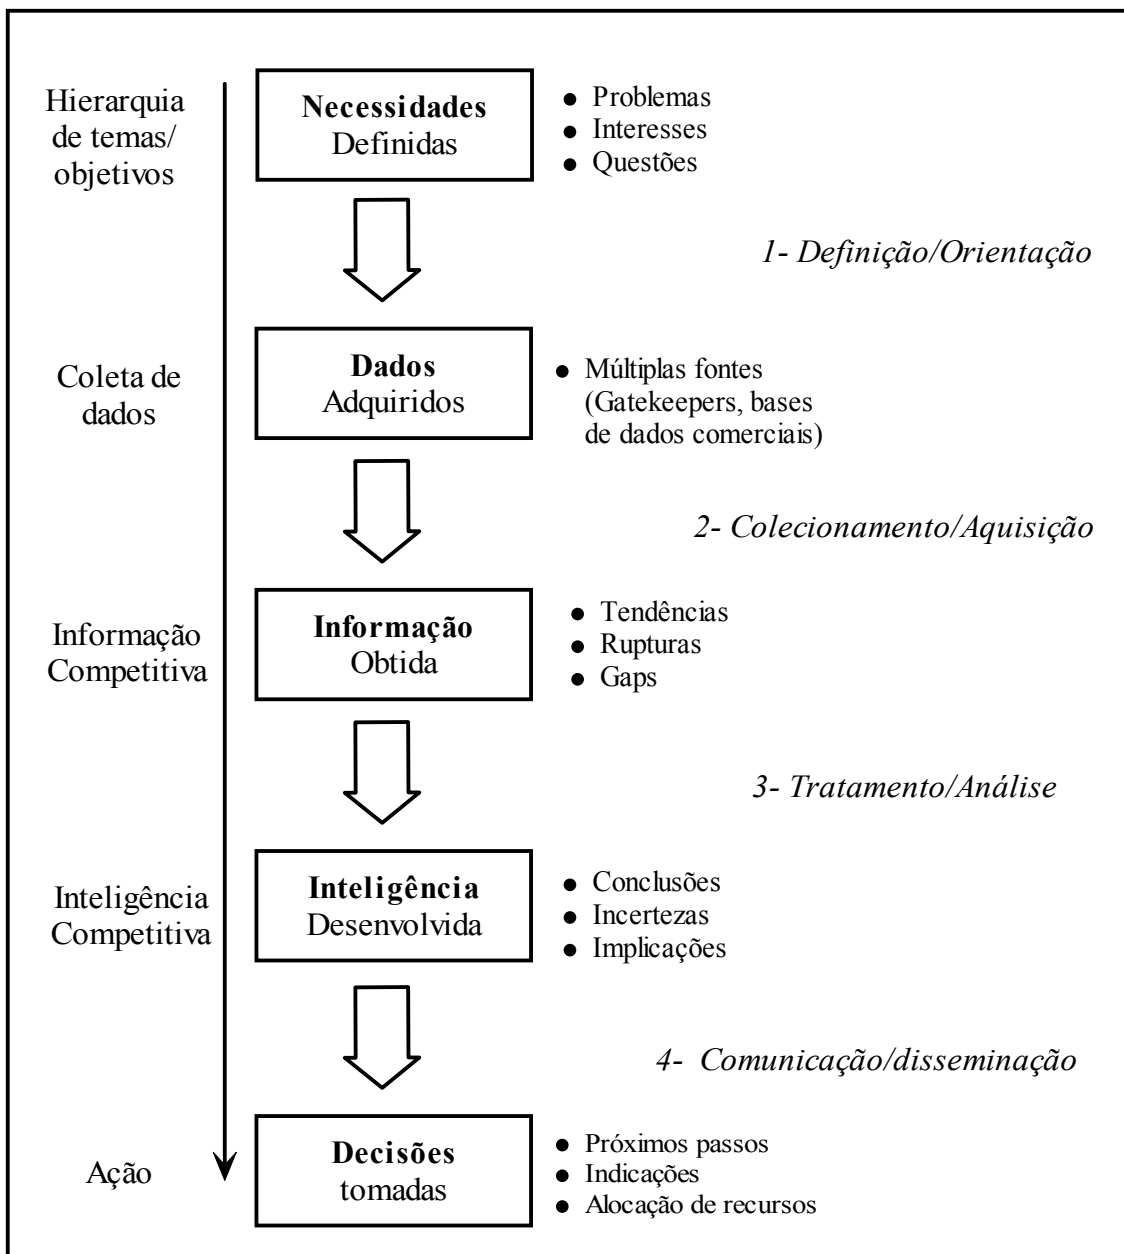 Hierarquia
de temas/
objetivos
Necessidades
Definidas
● Problemas
● Interesses
● Questões
1- Definição/Orientação
Coleta de
dados
Dados
Adquiridos
● Múltiplas fontes
(Gatekeepers, bases
de dados comerciais)
2- Colecionamento/Aquisição
Informação
Competitiva
Informação
Obtida
● Tendências
● Rupturas
● Gaps
3- Tratamento/Análise
Inteligência
Competitiva
Inteligência
Desenvolvida
● Conclusões
● Incertezas
● Implicações
4- Comunicação/disseminação
Ação
Decisões
tomadas
● Próximos passos
● Indicações
● Alocação de recursos